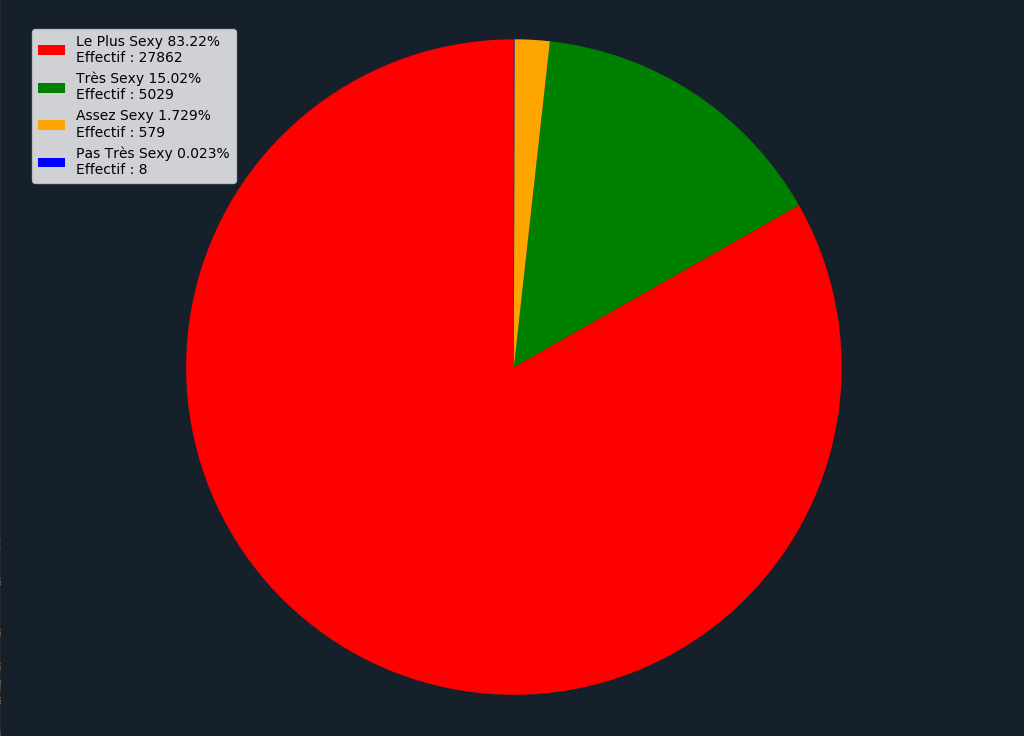 Le Plus Sexy 83.22%
Effectif : 27862
Très Sexy 15.02%
Effectif : 5029
Assez Sexy 1.729%
Effectif : 579
Pas Très Sexy 0.023%
Effectif : 8